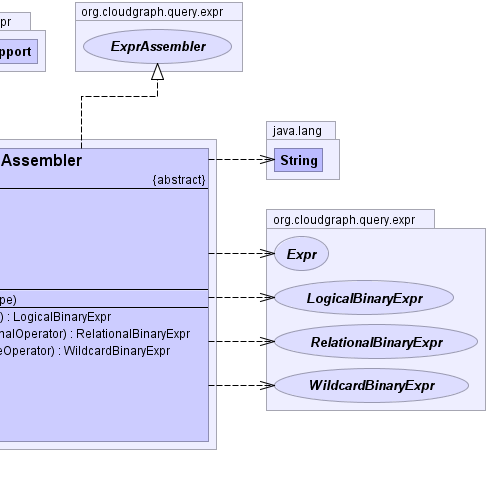 pr
pport
org.cloudgraph.query.expr
ExprAssembler
Assembler
{abstract}
pe)
) : LogicalBinaryExpr
nalOperator) : RelationalBinaryExpr
eOperator) : WildcardBinaryExpr
java.lang
String
org.cloudgraph.query.expr
Expr
LogicalBinaryExpr
RelationalBinaryExpr
WildcardBinaryExpr